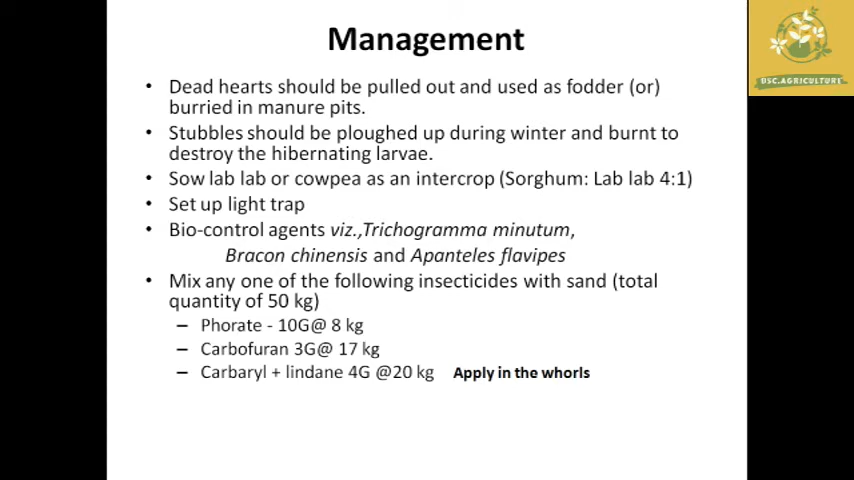 Management
DSC.AGRICULTURE
• Dead hearts should be pulled out and used as fodder (or)
burried in manure pits.
• Stubbles should be ploughed up during winter and burnt to
destroy the hibernating larvae.
• Sow lab lab or cowpea as an intercrop (Sorghum: Lab lab 4:1)
• Set up light trap
• Bio-control agents viz.,Trichogramma minutum,
Bracon chinensis and Apanteles flavipes
• Mix any one of the following insecticides with sand (total
quantity of 50 kg)
– Phorate - 10G@ 8 kg
– Carbofuran 3G@ 17 kg
– Carbaryl + lindane 4G @20 kg Apply in the whorls